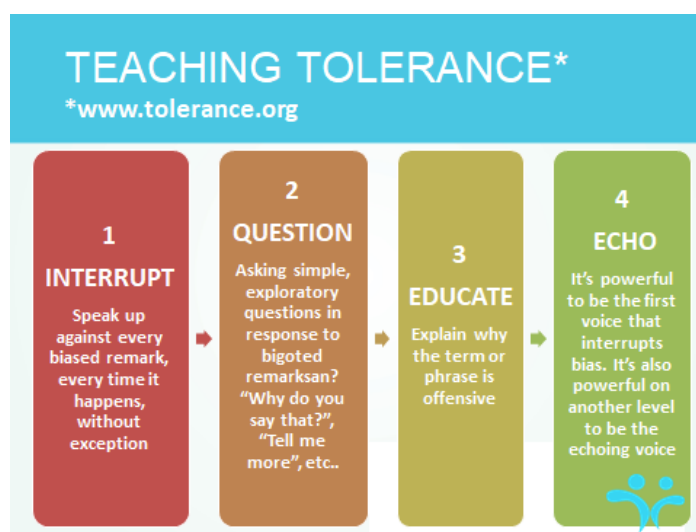 TEACHING TOLERANCE*
*www.tolerance.org
1
INTERRUPT
Speak up
against every
biased remark,
every time it
happens,
without
exception
2
QUESTION
Asking simple,
exploratory
questions in
response to
bigoted
remarksan?
“Why do you
say that?”,
“Tell me
more”, etc..
3
EDUCATE
Explain why
the term or
phrase is
offensive
4
ECHO
It’s powerful
to be the first
voice that
interrupts
bias. It’s also
powerful on
another level
to be the
echoing voice